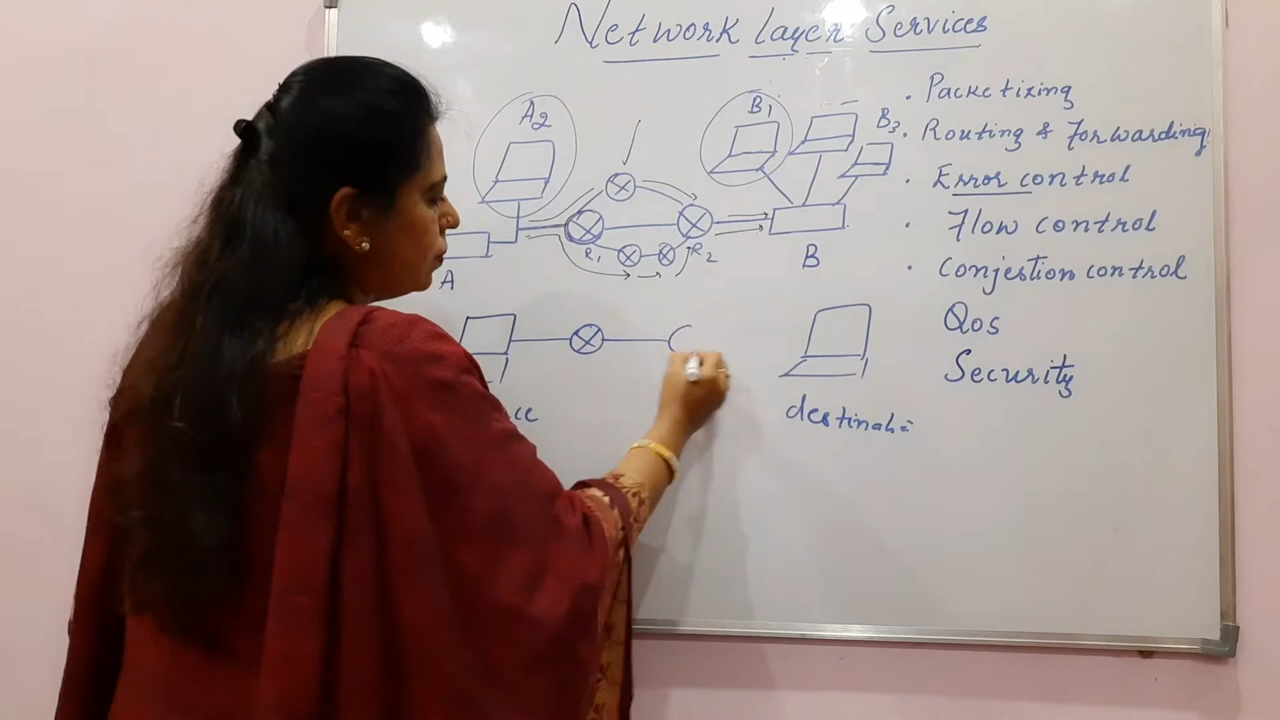 Network layer Services
. Packetizing
A2
B1
B3
. Routing & Forwarding
. Error control
. Flow control
R1
R2
A
B
. Conjestion control
Qos
Security
destinat